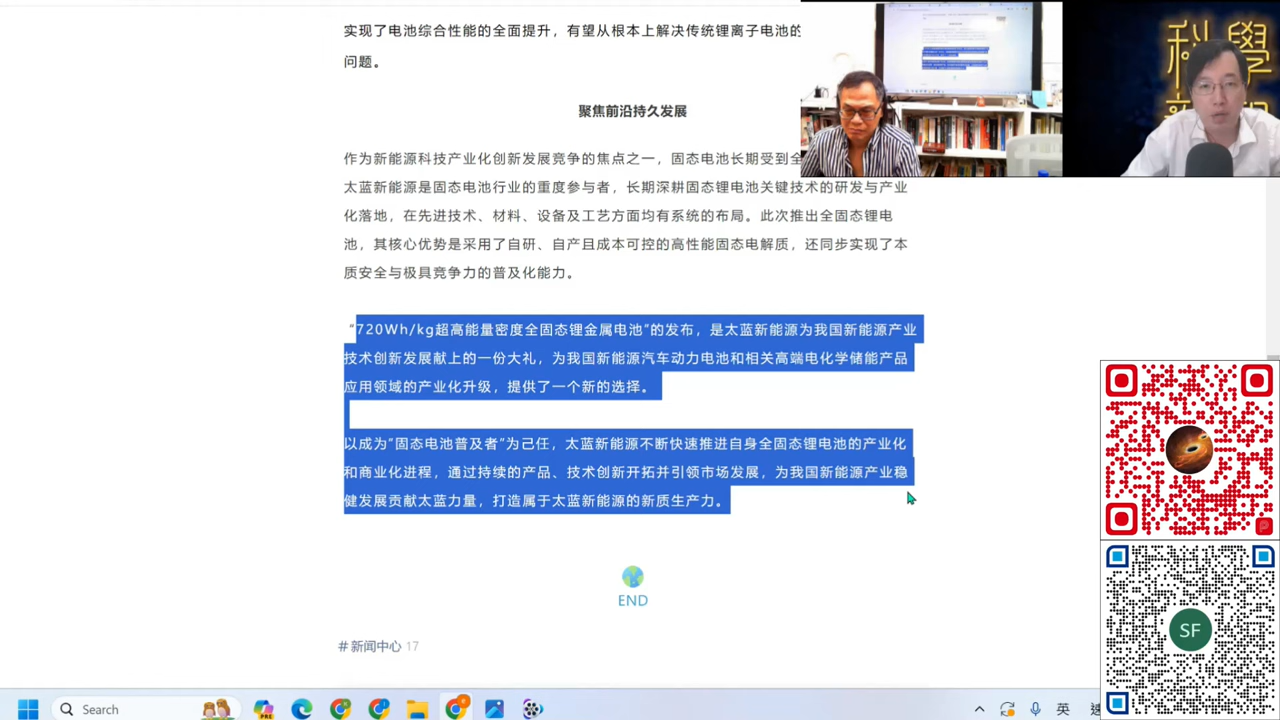 实现了电池综合性能的全面提升，有望从根本上解决传统锂离子电池的
问题。
聚焦前沿持久发展
作为新能源科技产业化创新发展竞争的焦点之一，固态电池长期受到全
太蓝新能源是固态电池行业的重度参与者，长期深耕固态锂电池关键技术的研发与产业
化落地，在先进技术、材料、设备及工艺方面均有系统的布局。此次推出全固态锂电
池，其核心优势是采用了自研、自产且成本可控的高性能固态电解质，还同步实现了本
质安全与极具竞争力的普及化能力。
“720Wh/kg超高能量密度全固态锂金属电池”的发布，是太蓝新能源为我国新能源产业
技术创新发展献上的一份大礼，为我国新能源汽车动力电池和相关高端电化学储能产品
应用领域的产业化升级，提供了一个新的选择。
以成为“固态电池普及者”为己任，太蓝新能源不断快速推进自身全固态锂电池的产业化
和商业化进程，通过持续的产品、技术创新开拓并引领市场发展，为我国新能源产业稳
健发展贡献太蓝力量，打造属于太蓝新能源的新质生产力。
END
#新闻中心 17
科學
SF
Search
PRE
英